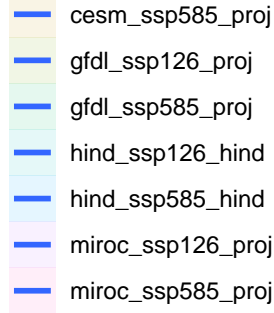 cesm_ssp585_proj
gfdl_ssp126_proj
gfdl_ssp585_proj
hind_ssp126_hind
hind_ssp585_hind
miroc_ssp126_proj
miroc_ssp585_proj